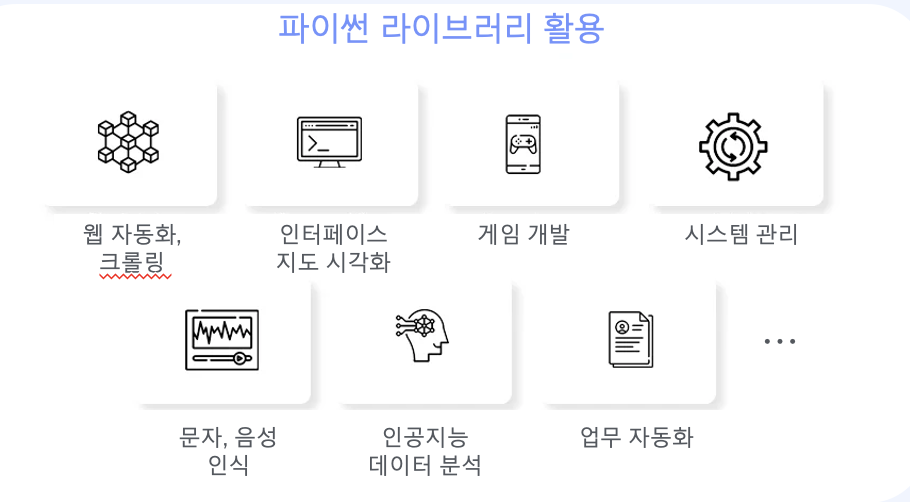 파이썬 라이브러리 활용
웹 자동화,
크롤링
인터페이스
지도 시각화
게임 개발
시스템 관리
문자, 음성
인식
인공지능
데이터 분석
업무 자동화
...